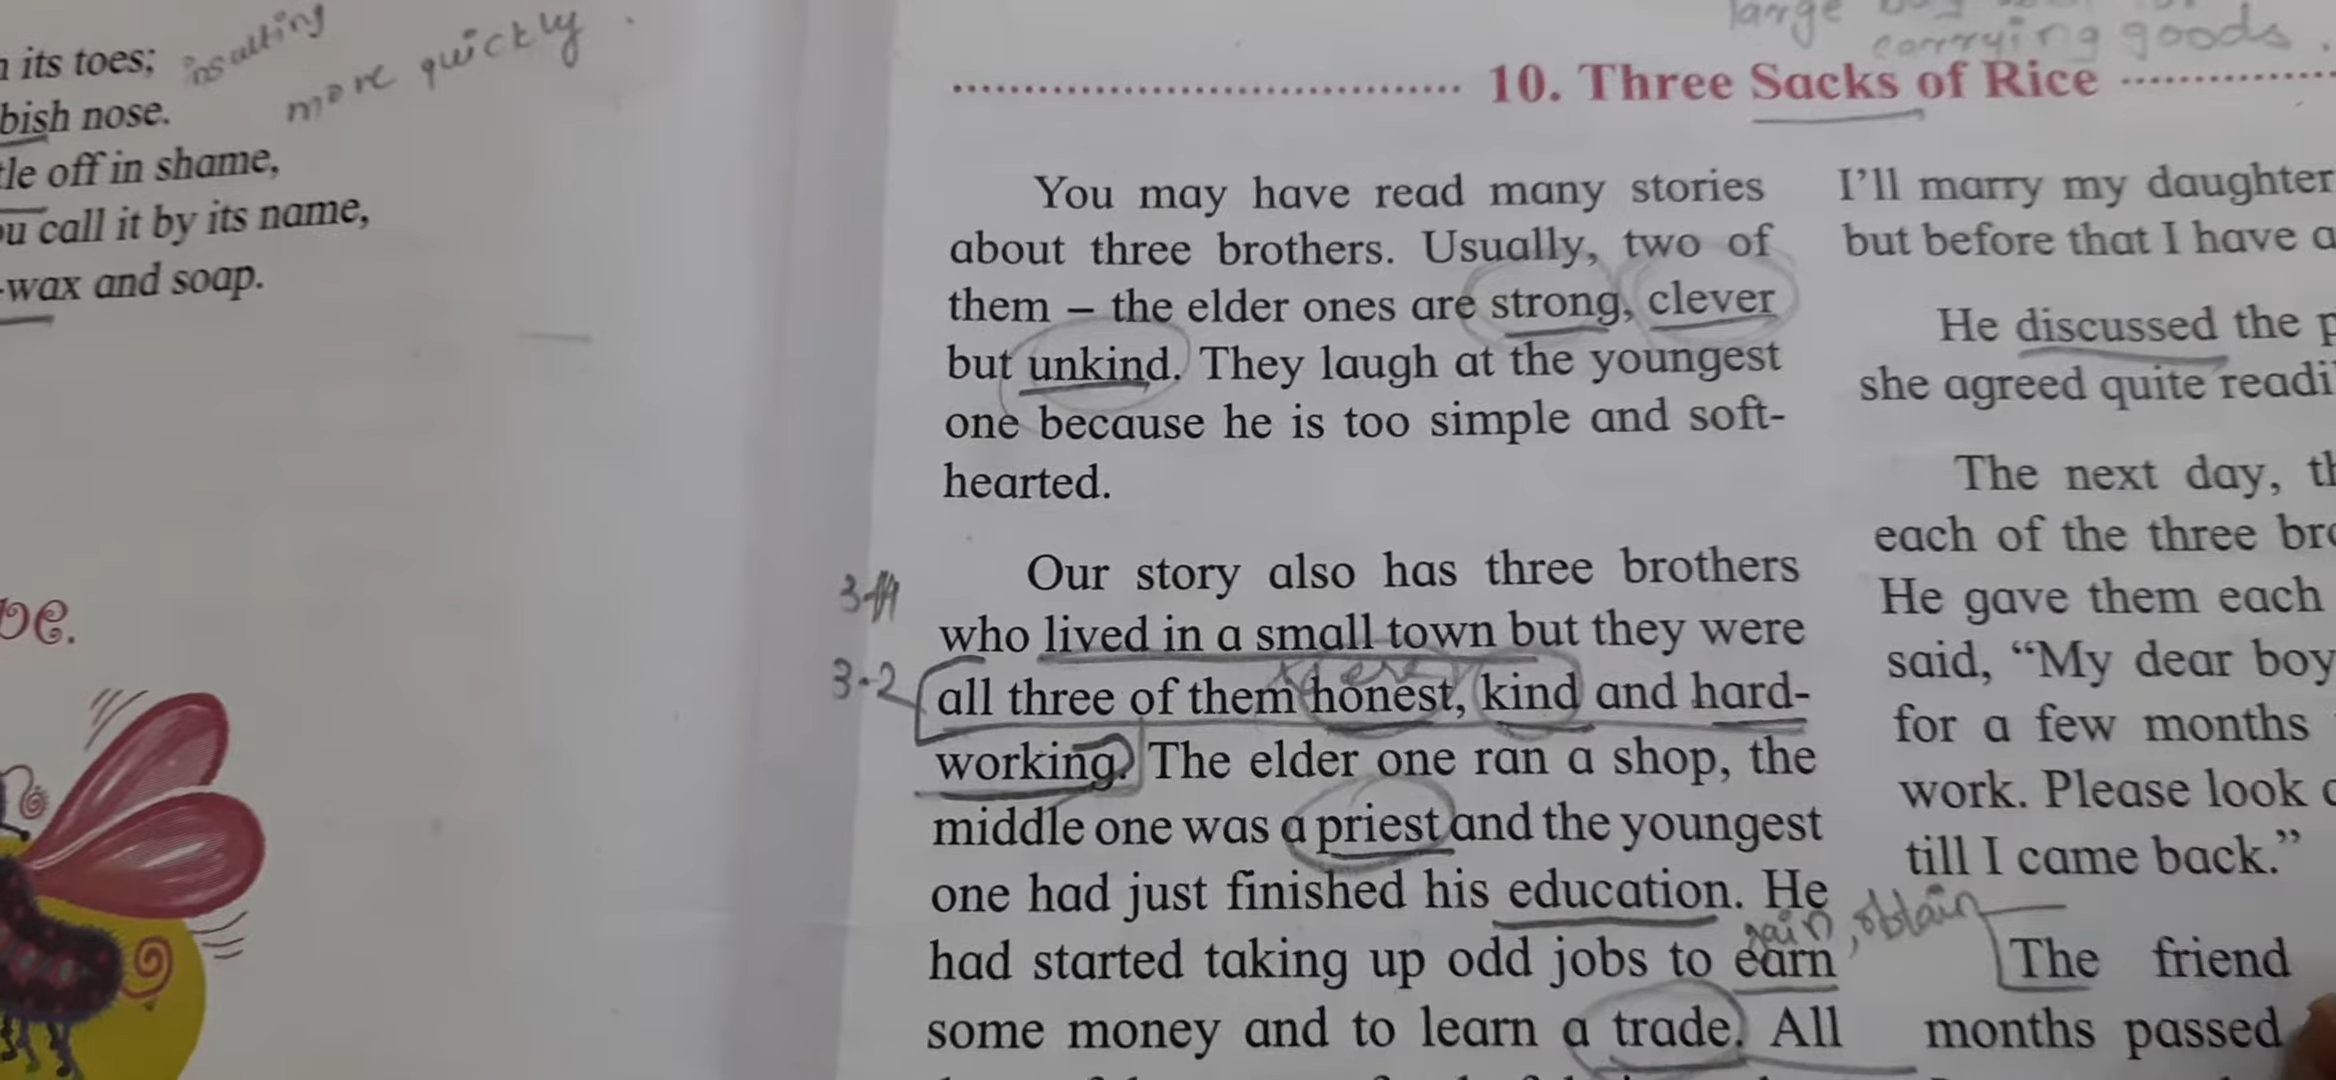 its toes;
insulting
more quickly.
bish nose.
tle off in shame,
ou call it by its name,
-wax and soap.
large
carrying goods.
10. Three Sacks of Rice
You may have read many stories
about three brothers. Usually, two of
them – the elder ones are strong, clever
but unkind. They laugh at the youngest
one because he is too simple and soft-
hearted.
3-1
Our story also has three brothers
who lived in a small town but they were
3-2
all three of them honest, kind and hard-
working. The elder one ran a shop, the
middle one was a priest and the youngest
one had just finished his education. He
gain, obtain
had started taking up odd jobs to earn
some money and to learn a trade. All
I'll marry my daughter
but before that I have a
He discussed the
she agreed quite readi
The next day, th
each of the three bro
He gave them each
said, “My dear boy
for a few months
work. Please look
till I came back.”
The friend
months passed